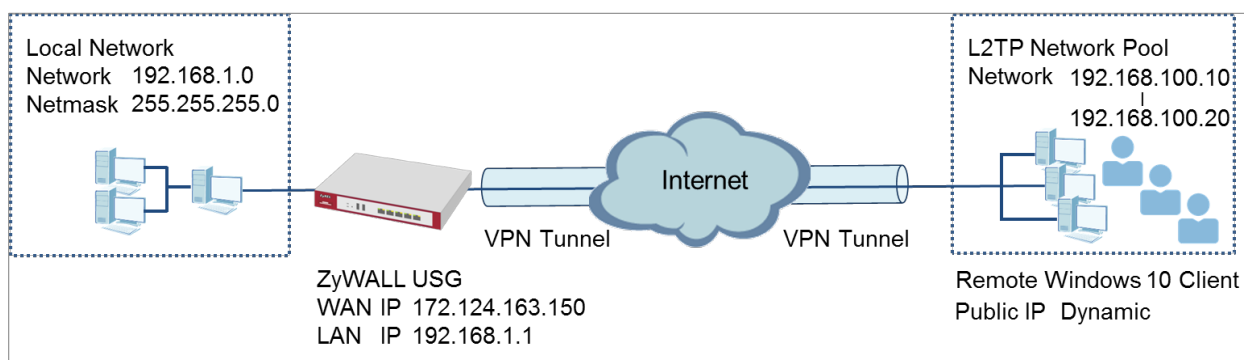 Local Network
Network 192.168.1.0
Netmask 255.255.255.0
L2TP Network Pool
Network 192.168.100.10
|
192.168.100.20
Internet
VPN Tunnel
VPN Tunnel
ZyWALL USG
WAN IP 172.124.163.150
LAN IP 192.168.1.1
Remote Windows 10 Client
Public IP Dynamic